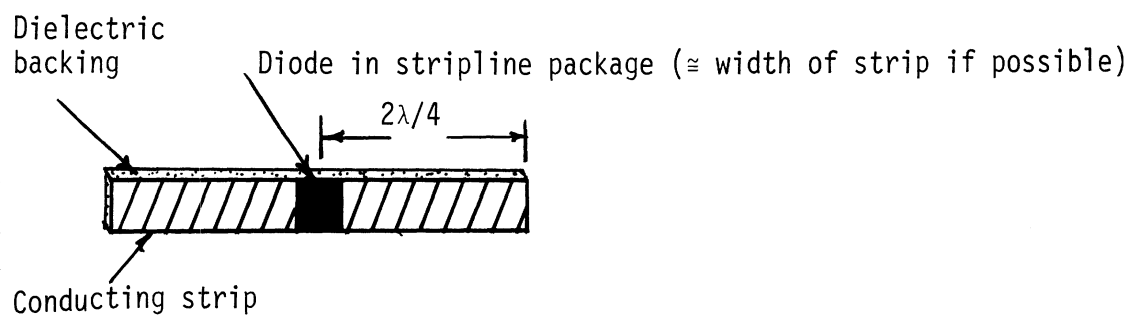 Dielectric
backing
Diode in stripline package (≅ width of strip if possible)
2λ/4
Conducting strip